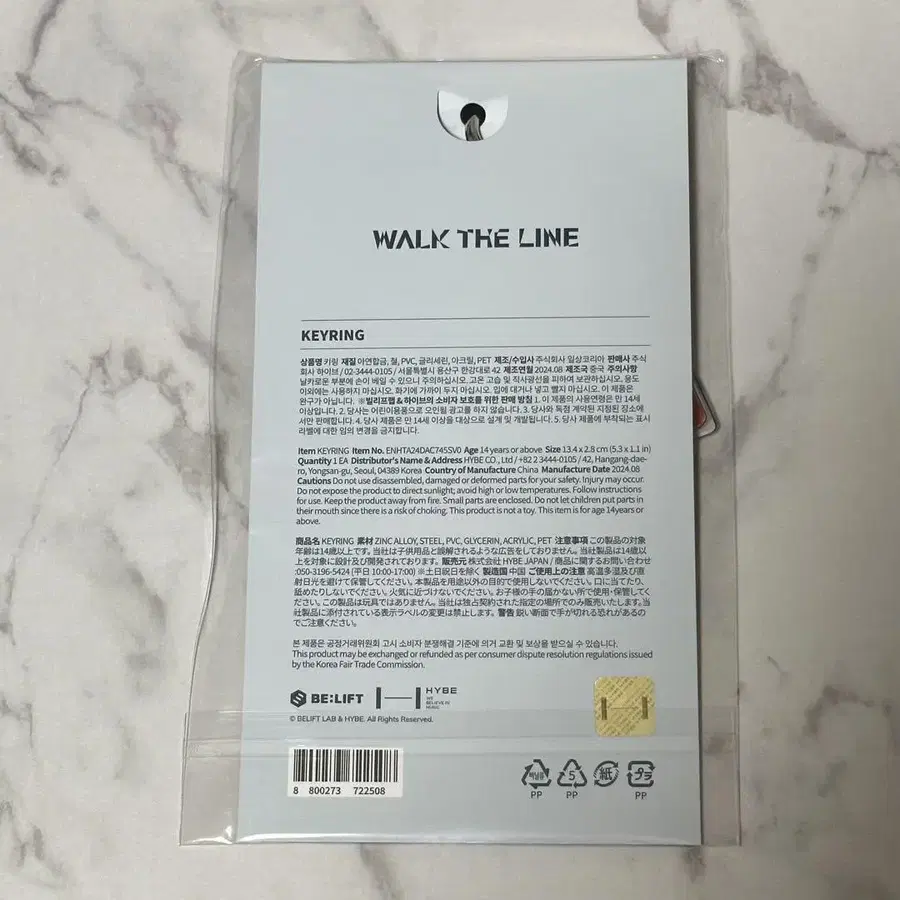 WALK THE LINE
KEYRING
상품명 키링 재질 아연합금, 철, PVC, 글리세린, 아크릴, PET 제조/수입사 주식회사 일상코리아 판매사 주식
회사 하이브 / 02-3444-0105 / 서울특별시 용산구 한강대로 42 제조연월 2024.08 제조국 중국 주의사항
날카로운 부분에 손이 베일 수 있으니 주의하십시오. 고온 고습 및 직사광선을 피하여 보관하십시오. 용도
이외에는 사용하지 마십시오. 화기에 가까이 두지 마십시오. 입에 대거나 넣고 빨지 마십시오. 이 제품은
완구가 아닙니다. ※빌리프랩 & 하이브의 소비자 보호를 위한 판매 방침 1. 이 제품의 사용연령은 만 14세
이상입니다. 2. 당사는 어린이용품으로 오인될 광고를 하지 않습니다. 3. 당사와 독점 계약된 지정된 장소에
서만 판매합니다. 4. 당사 제품은 만 14세 이상을 대상으로 설계 및 개발됩니다. 5. 당사 제품에 부착되는 표시
라벨에 대한 임의 변경을 금지합니다.
Item KEYRING Item No. ENHTA24DAC745SV0 Age 14 years or above Size 13.4 x 2.8 cm (5.3 x 1.1 in)
Quantity 1 EA Distributor's Name & Address HYBE CO., Ltd / +82 2 3444-0105 / 42, Hangang-dae-
ro, Yongsan-gu, Seoul, 04389 Korea Country of Manufacture China Manufacture Date 2024.08
Cautions Do not use disassembled, damaged or deformed parts for your safety. Injury may occur.
Do not expose the product to direct sunlight; avoid high or low temperatures. Follow instructions
for use. Keep the product away from fire. Small parts are enclosed. Do not let children put parts in
their mouth since there is a risk of choking. This product is not a toy. This item is for age 14years or
above.
商品名 KEYRING 素材 ZINC ALLOY, STEEL, PVC, GLYCERIN, ACRYLIC, PET 注意事項 この製品の対象
年齢は14歳以上です。当社は子供用品と誤解されるような広告をしておりません。当社製品は14歳以
上を対象に設計及び開発されております。 販売元 株式会社 HYBE JAPAN / 商品に関するお問い合わせ
:050-3196-5424 (平日 10:00-17:00) ※土日祝日を除く 製造国 中国 ご使用上の注意 高温多湿及び直
射日光を避けて保管してください。本製品を用途以外の目的で使用しないでください。口に当てたり、
舐めたりしないでください。火気に近づけないでください。お子様の手の届かない所で使用・保管して
ください。この製品は玩具ではありません。当社は独占契約された指定の場所でのみ販売いたします。当
社製品に添付されている表示ラベルの変更は禁止します。警告 鋭い断面で手が切れる恐れがあるの
でご注意ください。
본 제품은 공정거래위원회 고시 소비자 분쟁해결 기준에 의거 교환 및 보상을 받으실 수 있습니다.
This product may be exchanged or refunded as per consumer dispute resolution regulations issued
by the Korea Fair Trade Commission.
BE:LIFT HYBE
WE
BELIEVE IN
MUSIC
© BELIFT LAB & HYBE. All Rights Reserved.
8 800273 722508
비닐류 5 紙 プラ
PP PP PP